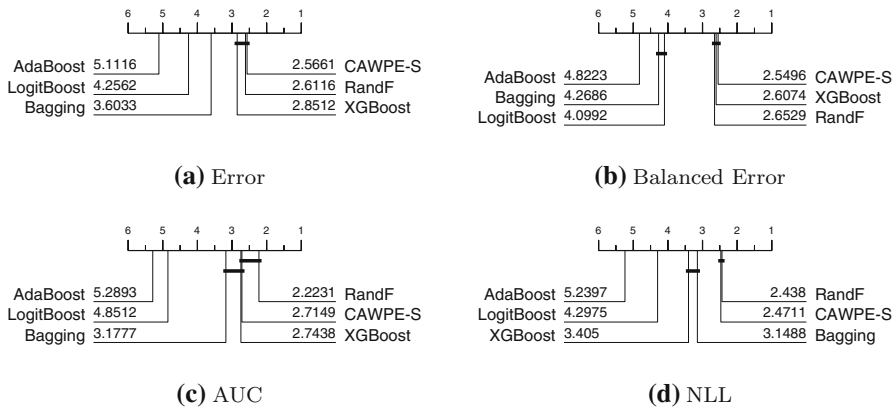 6 5 4 3 2 1
AdaBoost 5.1116 2.5661 CAWPE-S
LogitBoost 4.2562 2.6116 RandF
Bagging 3.6033 2.8512 XGBoost
(a) Error
6 5 4 3 2 1
AdaBoost 4.8223 2.5496 CAWPE-S
Bagging 4.2686 2.6074 XGBoost
LogitBoost 4.0992 2.6529 RandF
(b) Balanced Error
6 5 4 3 2 1
AdaBoost 5.2893 2.2231 RandF
LogitBoost 4.8512 2.7149 CAWPE-S
Bagging 3.1777 2.7438 XGBoost
(c) AUC
6 5 4 3 2 1
AdaBoost 5.2397 2.438 RandF
LogitBoost 4.2975 2.4711 CAWPE-S
XGBoost 3.405 3.1488 Bagging
(d) NLL